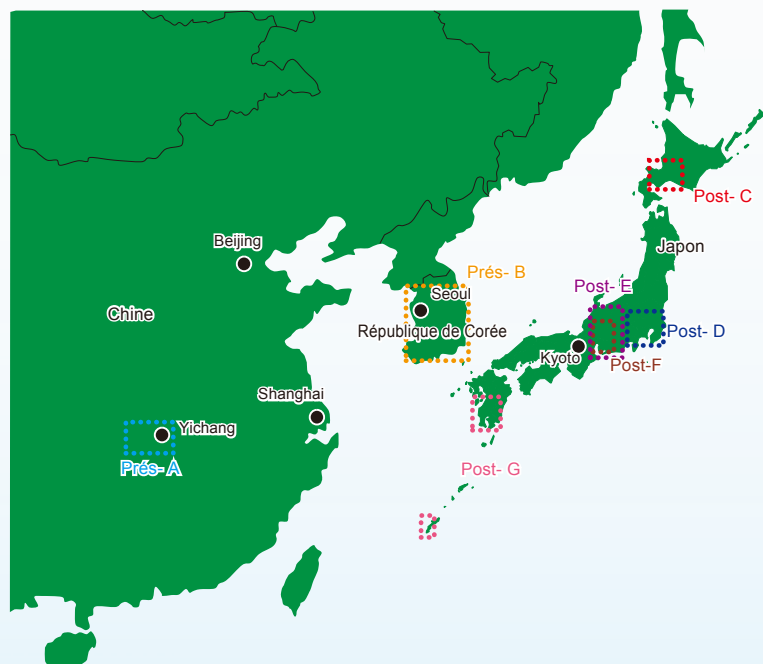 Post- C
Beijing
Japon
Prés- B
Post- E
Seoul
Chine
République de Corée
Post- D
Kyoto
Post-F
Shanghai
Yichang
Prés- A
Post- G